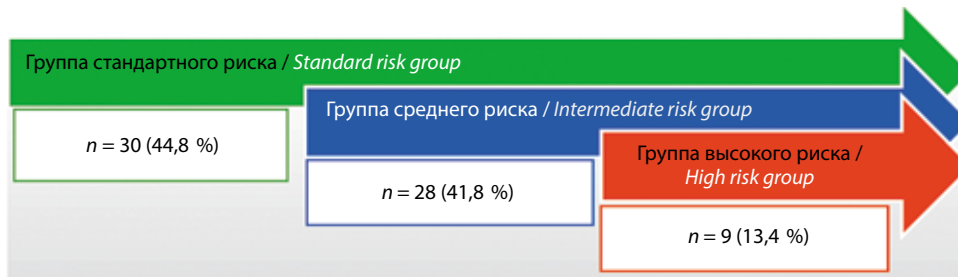 Группа стандартного риска / Standard risk group
n = 30 (44,8 %)
Группа среднего риска / Intermediate risk group
n = 28 (41,8 %)
Группа высокого риска /
High risk group
n = 9 (13,4 %)